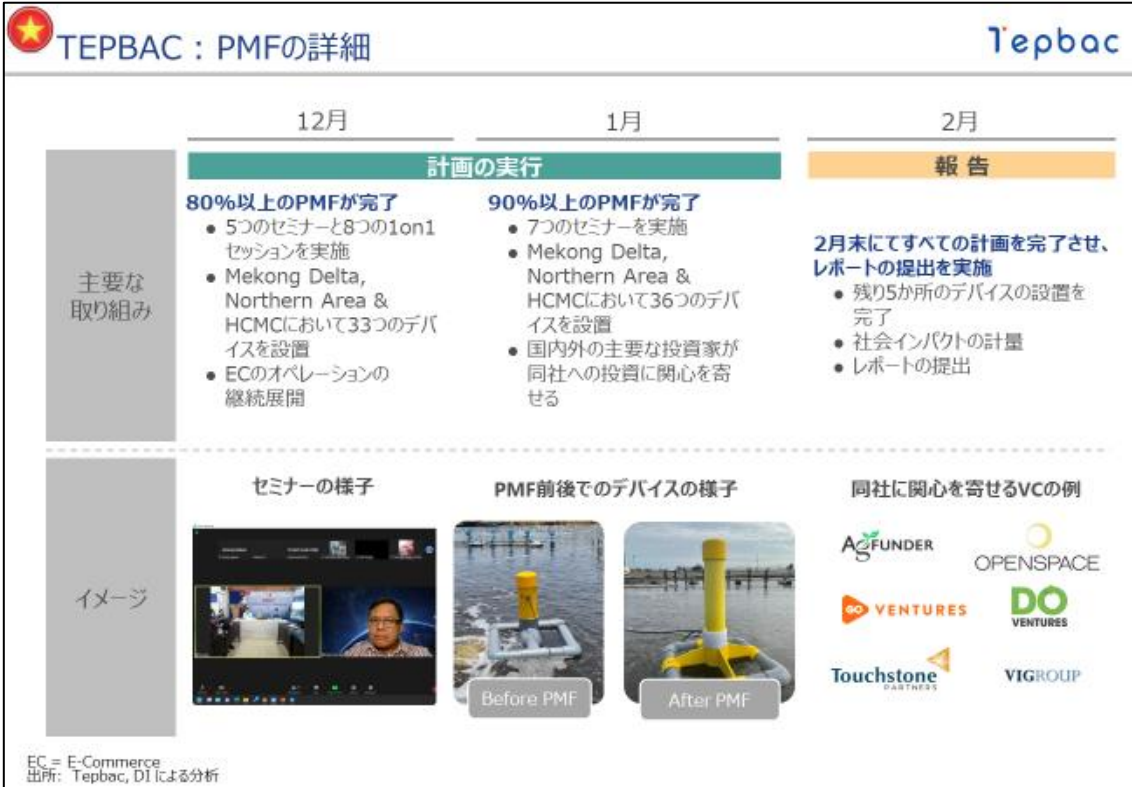 TEPBAC：PMFの詳細
Tepbac
12月
1月
2月
計画の実行
報 告
主要な
取り組み
80%以上のPMFが完了
● 5つのセミナーと8つの1on1
セッションを実施
● Mekong Delta,
Northern Area &
HCMCにおいて33つのデバ
イスを設置
● ECのオペレーションの
継続展開
90%以上のPMFが完了
● 7つのセミナーを実施
● Mekong Delta,
Northern Area &
HCMCにおいて36つのデバ
イスを設置
● 国内外の主要な投資家が
同社への投資に関心を寄
せる
2月末にてすべての計画を完了させ、
レポートの提出を実施
● 残り5か所のデバイスの設置を
完了
● 社会インパクトの計量
● レポートの提出
イメージ
セミナーの様子
PMF前後でのデバイスの様子
Before PMF
After PMF
同社に関心を寄せるVCの例
AgFUNDER
OPENSPACE
GO VENTURES
DO
VENTURES
Touchstone
PARTNERS
VIGROUP
EC = E-Commerce
出所: Tepbac, DI による分析